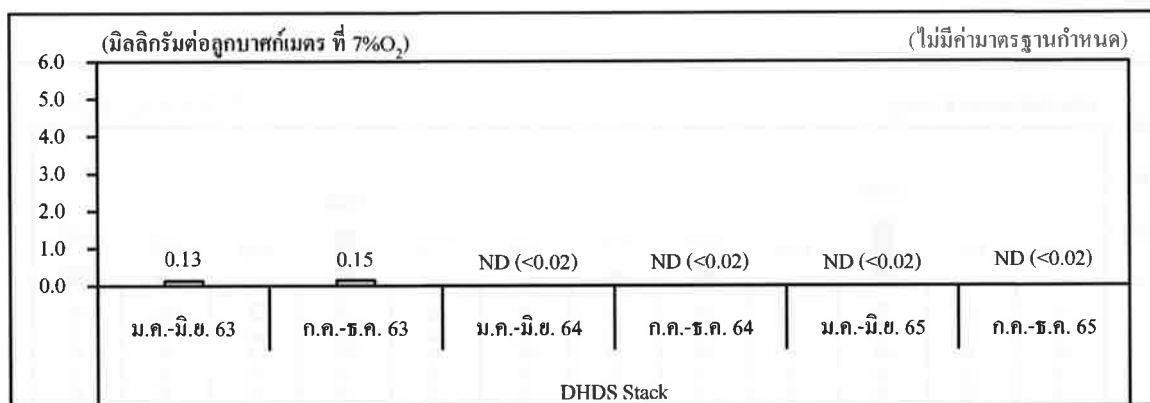 (มิลลิกรัมต่อลูกบาศก์เมตร ที่ 7%O₂) (ไม่มีค่ามาตรฐานกำหนด)
6.0
5.0
4.0
3.0
2.0
1.0
0.0
0.13 0.15 ND (<0.02) ND (<0.02) ND (<0.02) ND (<0.02)
ม.ค.-มิ.ย. 63 ก.ค.-ธ.ค. 63 ม.ค.-มิ.ย. 64 ก.ค.-ธ.ค. 64 ม.ค.-มิ.ย. 65 ก.ค.-ธ.ค. 65
DHDS Stack